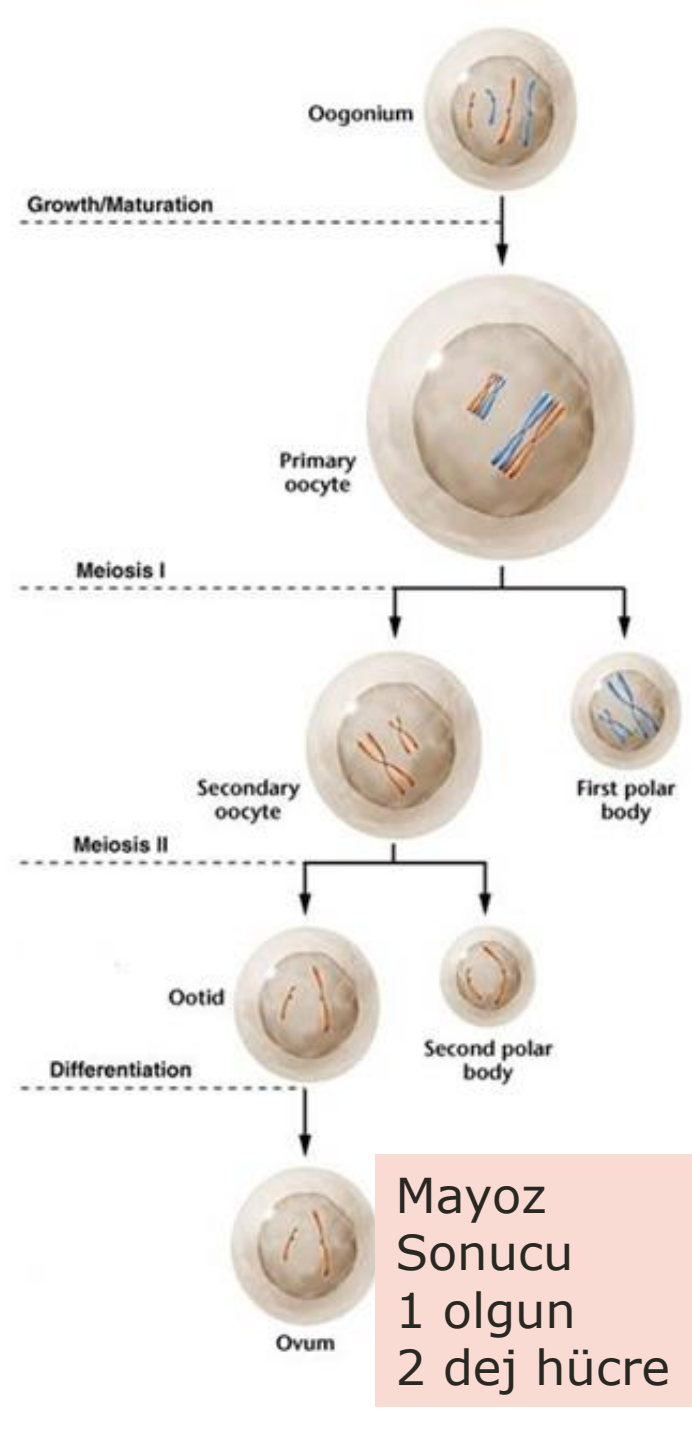 Oogonium
Growth/Maturation
Primary
oocyte
Meiosis I
Secondary
oocyte
First polar
body
Meiosis II
Ootid
Second polar
body
Differentiation
Ovum
Mayoz
Sonucu
1 olgun
2 dej hücre